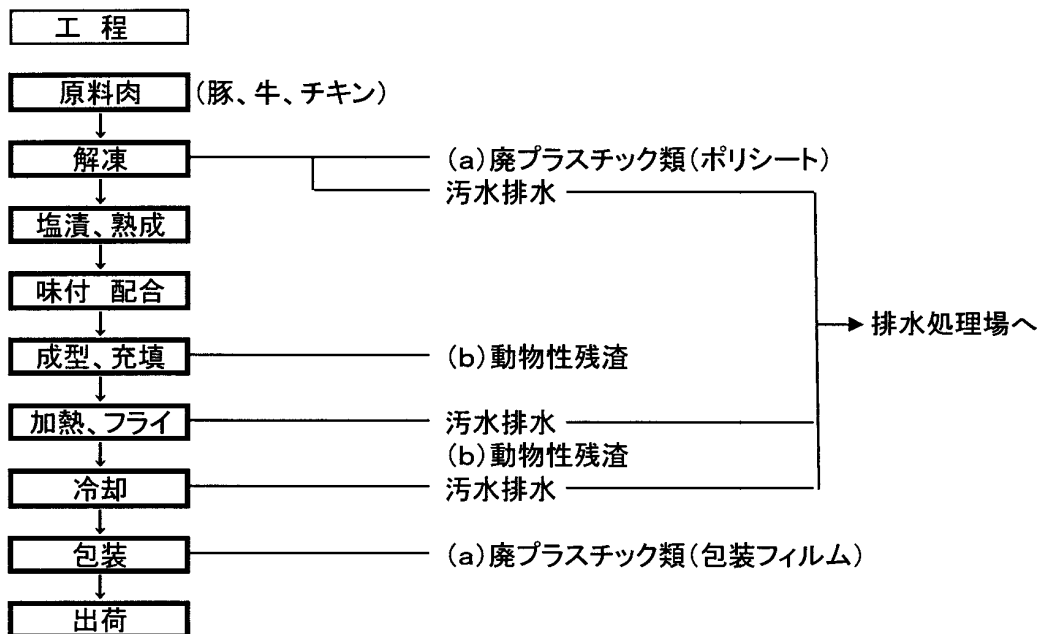 工 程
原料肉 (豚、牛、チキン)
解凍 (a)廃プラスチック類(ポリシート)
汚水排水
塩漬、熟成
味付 配合
排水処理場へ
成型、充填 (b)動物性残渣
加熱、フライ 汚水排水
(b)動物性残渣
冷却 汚水排水
包装 (a)廃プラスチック類(包装フィルム)
出荷